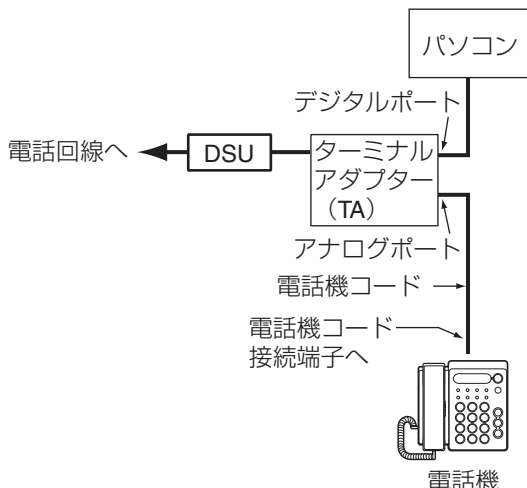 パソコン
デジタルポート
電話回線へ
DSU
ターミナル
アダプター
（TA）
アナログポート
電話機コード
電話機コード
接続端子へ
電話機